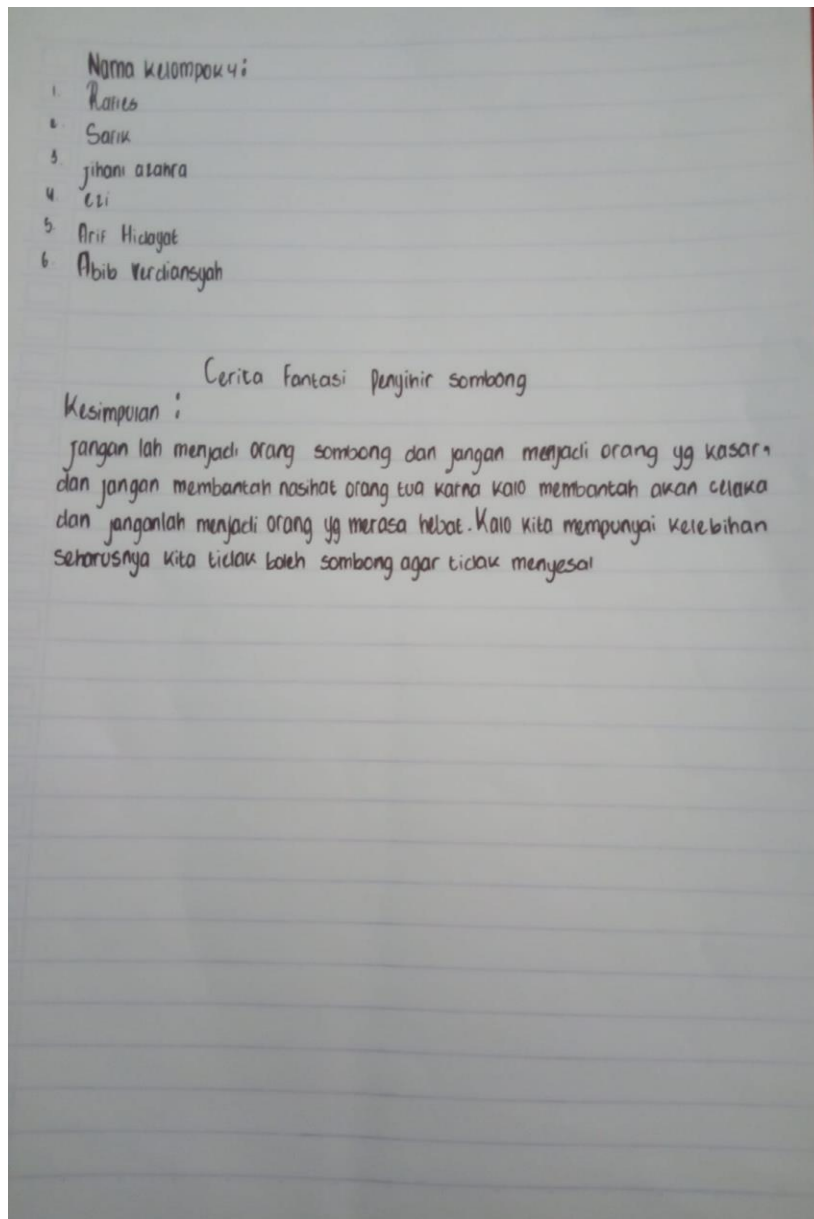 Nama kelompok 4:
1. Rafies
2. Sarik
3. jihani azahra
4. ezi
5. Arif Hidayat
6. Abib Verdiansyah
Cerita Fantasi Penyihir sombong
Kesimpulan :
Jangan lah menjadi orang sombong dan jangan menjadi orang yg kasar,
dan jangan membantah nasihat orang tua karna kalo membantah akan celaka
dan janganlah menjadi orang yg merasa hebat. Kalo kita mempunyai kelebihan
seharusnya kita tidak boleh sombong agar tidak menyesal